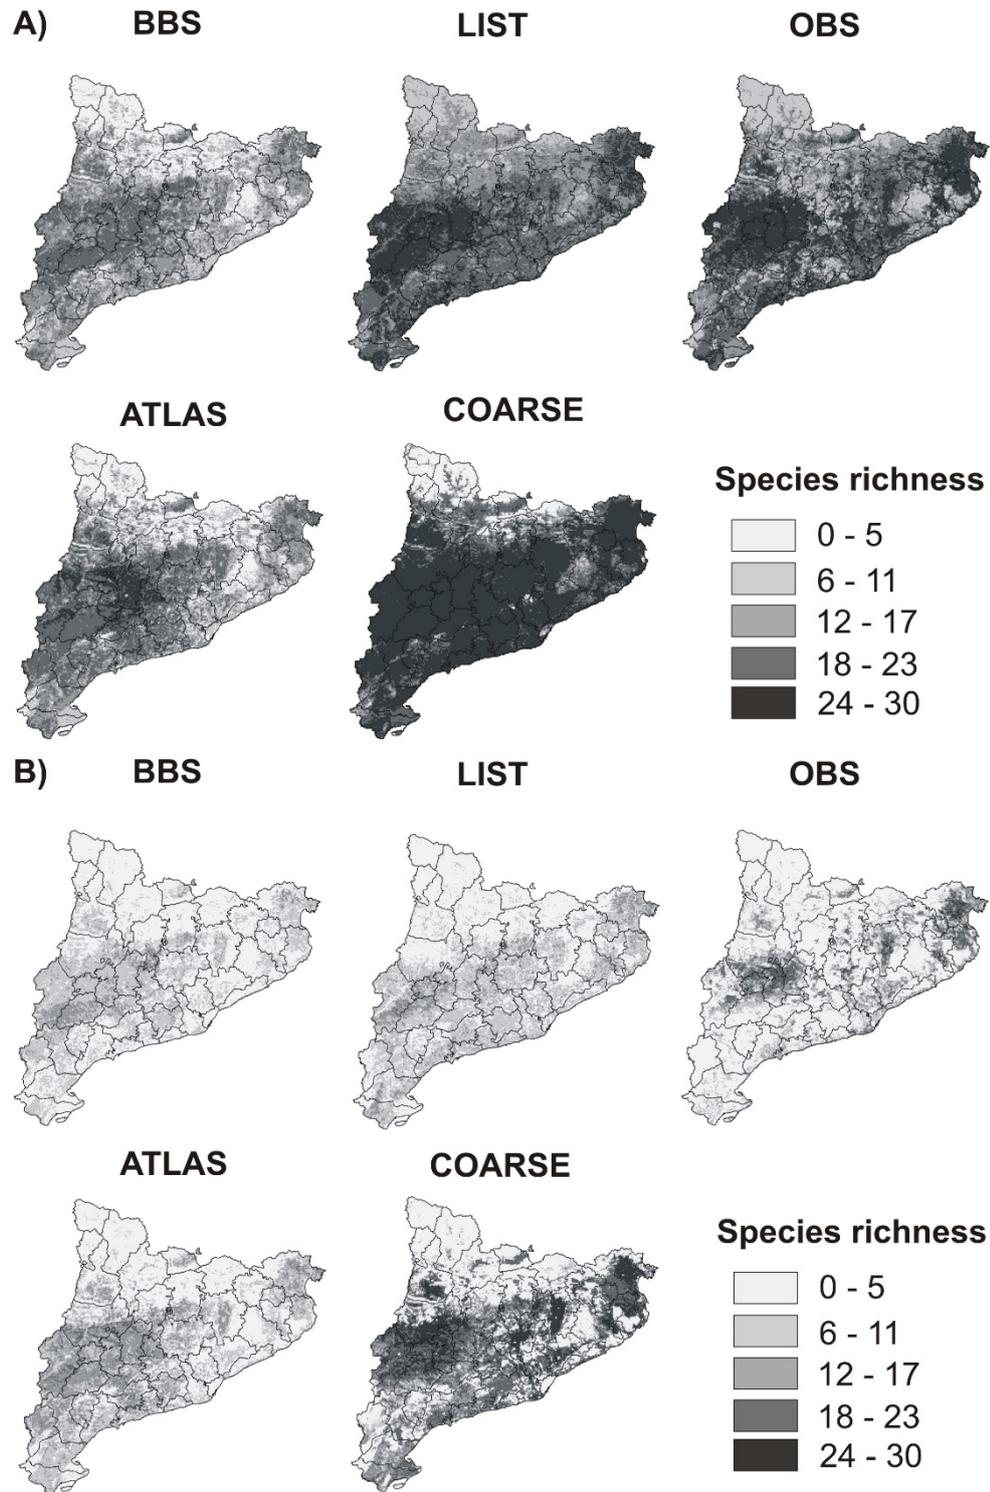 A) BBS LIST OBS
ATLAS COARSE
Species richness
0 - 5
6 - 11
12 - 17
18 - 23
24 - 30
B) BBS LIST OBS
ATLAS COARSE
Species richness
0 - 5
6 - 11
12 - 17
18 - 23
24 - 30